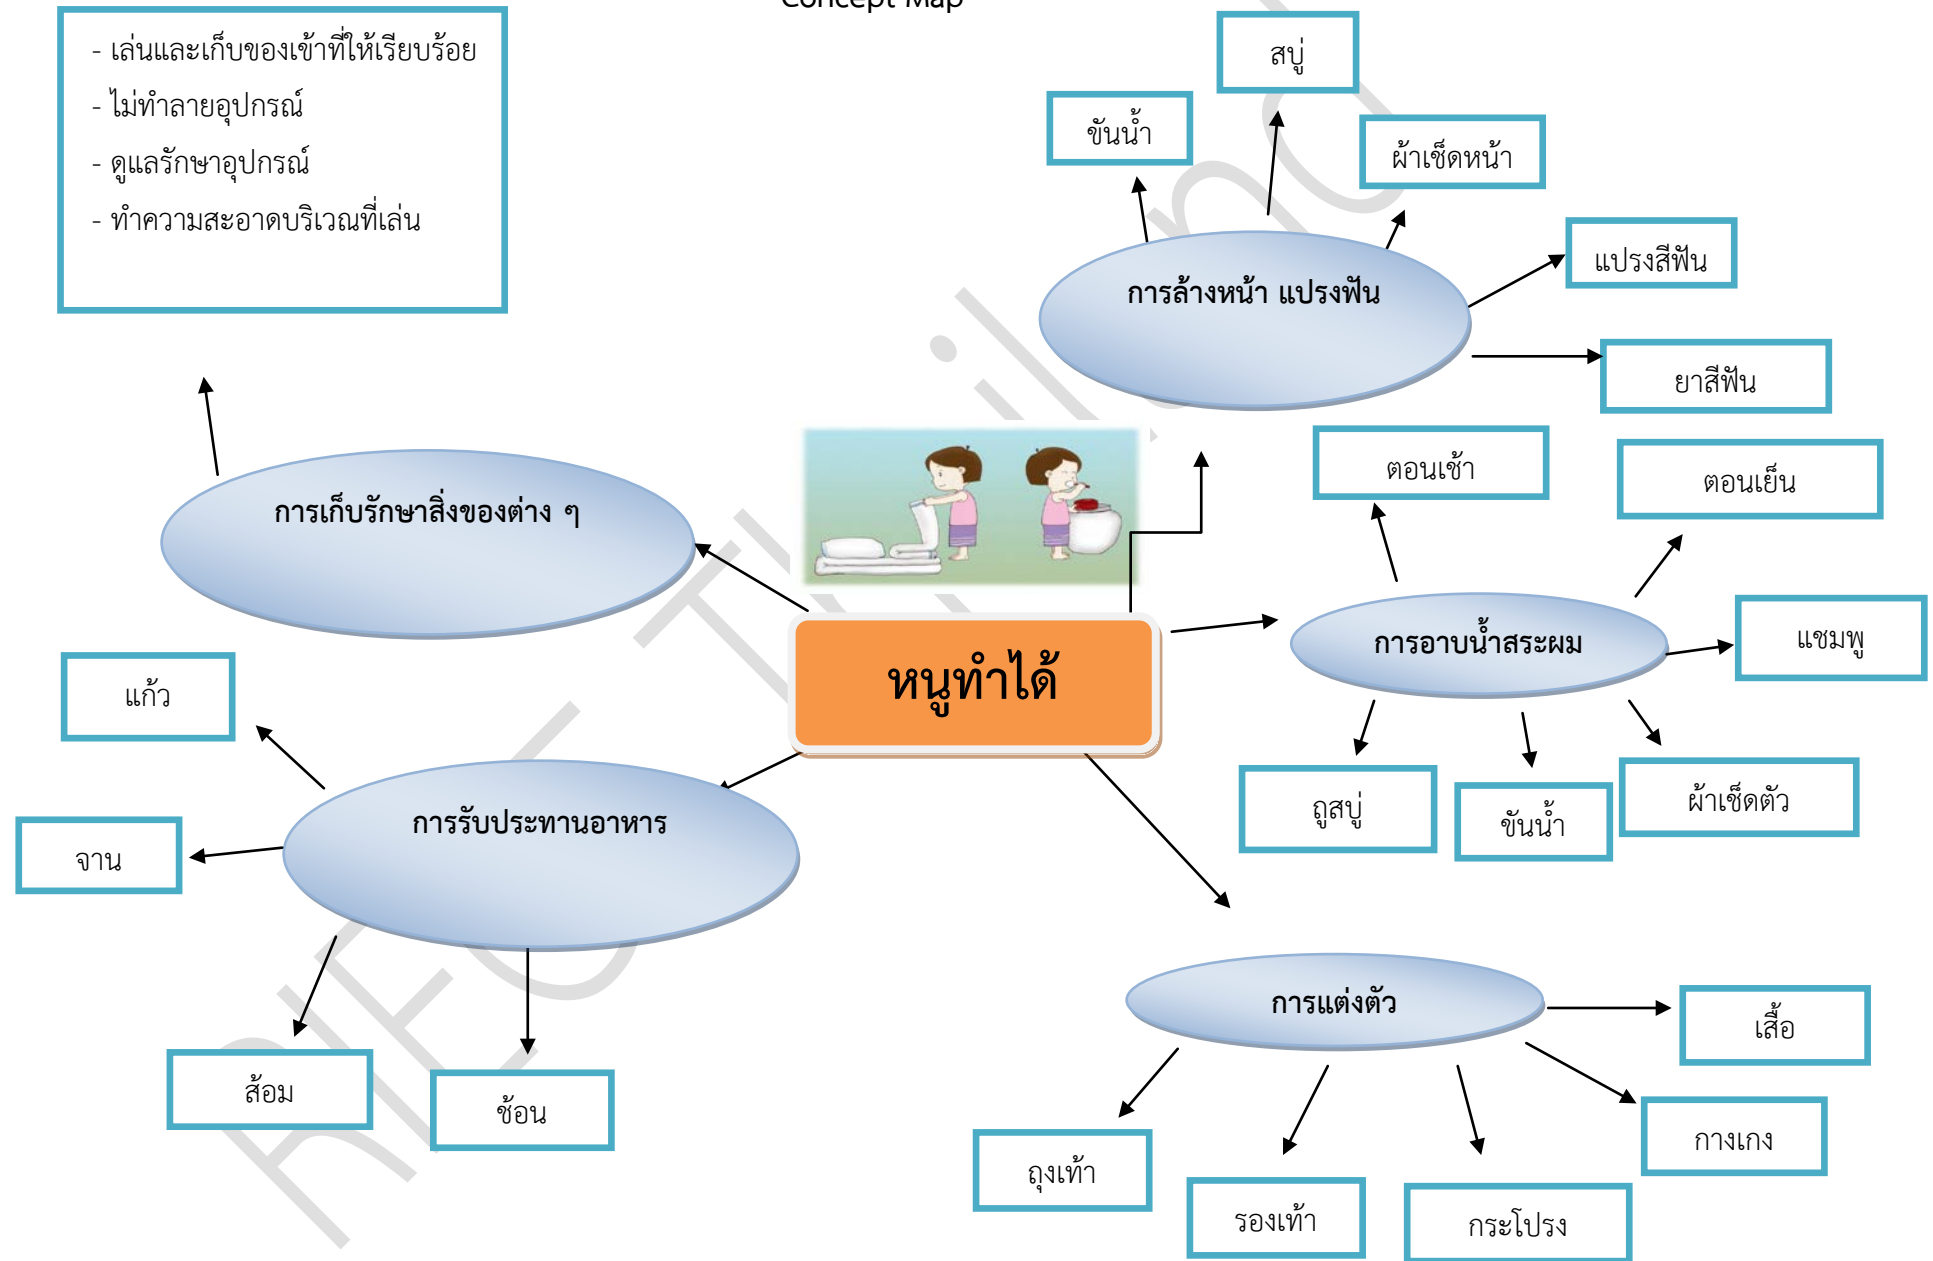 Concept Map
- เล่นและเก็บของเข้าที่ให้เรียบร้อย
- ไม่ทำลายอุปกรณ์
- ดูแลรักษาอุปกรณ์
- ทำความสะอาดบริเวณที่เล่น
สบู่
ขันน้ำ
ผ้าเช็ดหน้า
แปรงสีฟัน
การล้างหน้า แปรงฟัน
ยาสีฟัน
ตอนเช้า
ตอนเย็น
การเก็บรักษาสิ่งของต่าง ๆ
การอาบน้ำสระผม
แชมพู
หนูทำได้
แก้ว
ถูสบู่
ขันน้ำ
ผ้าเช็ดตัว
การรับประทานอาหาร
จาน
การแต่งตัว
เสื้อ
ส้อม
ช้อน
กางเกง
ถุงเท้า
รองเท้า
กระโปรง